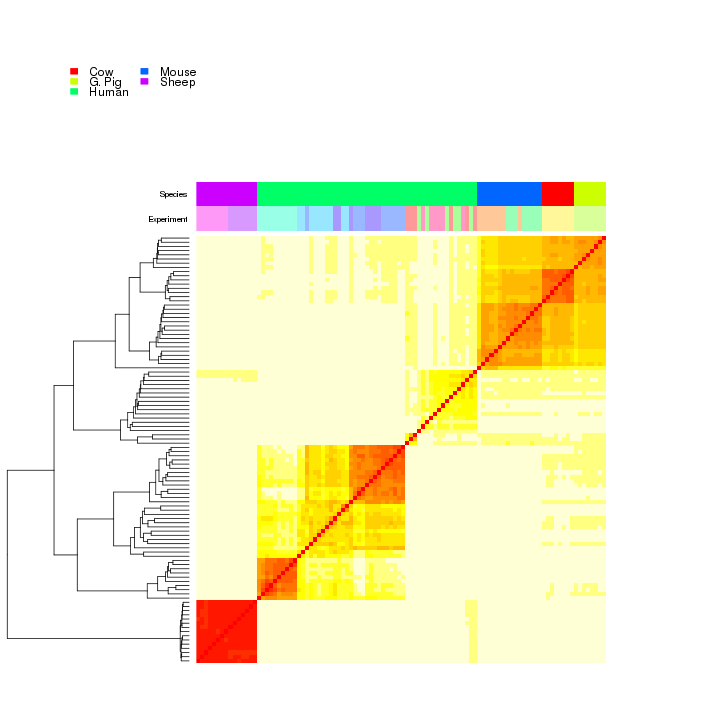 Cow
G. Pig
Human
Mouse
Sheep
Species
Experiment